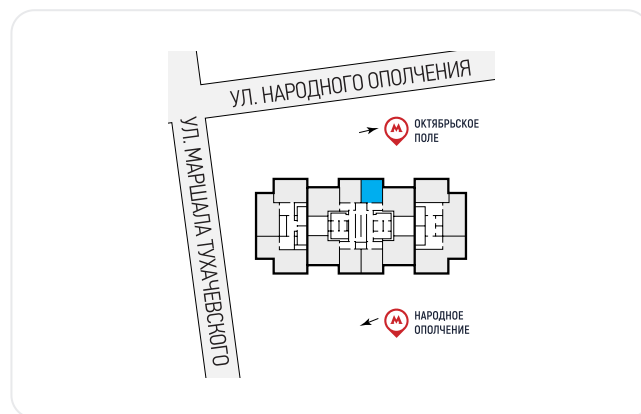 УЛ. НАРОДНОГО ОПОЛЧЕНИЯ
УЛ. МАРШАЛА ТУХАЧЕВСКОГО
М
ОКТЯБРЬСКОЕ
ПОЛЕ
М
НАРОДНОЕ
ОПОЛЧЕНИЕ